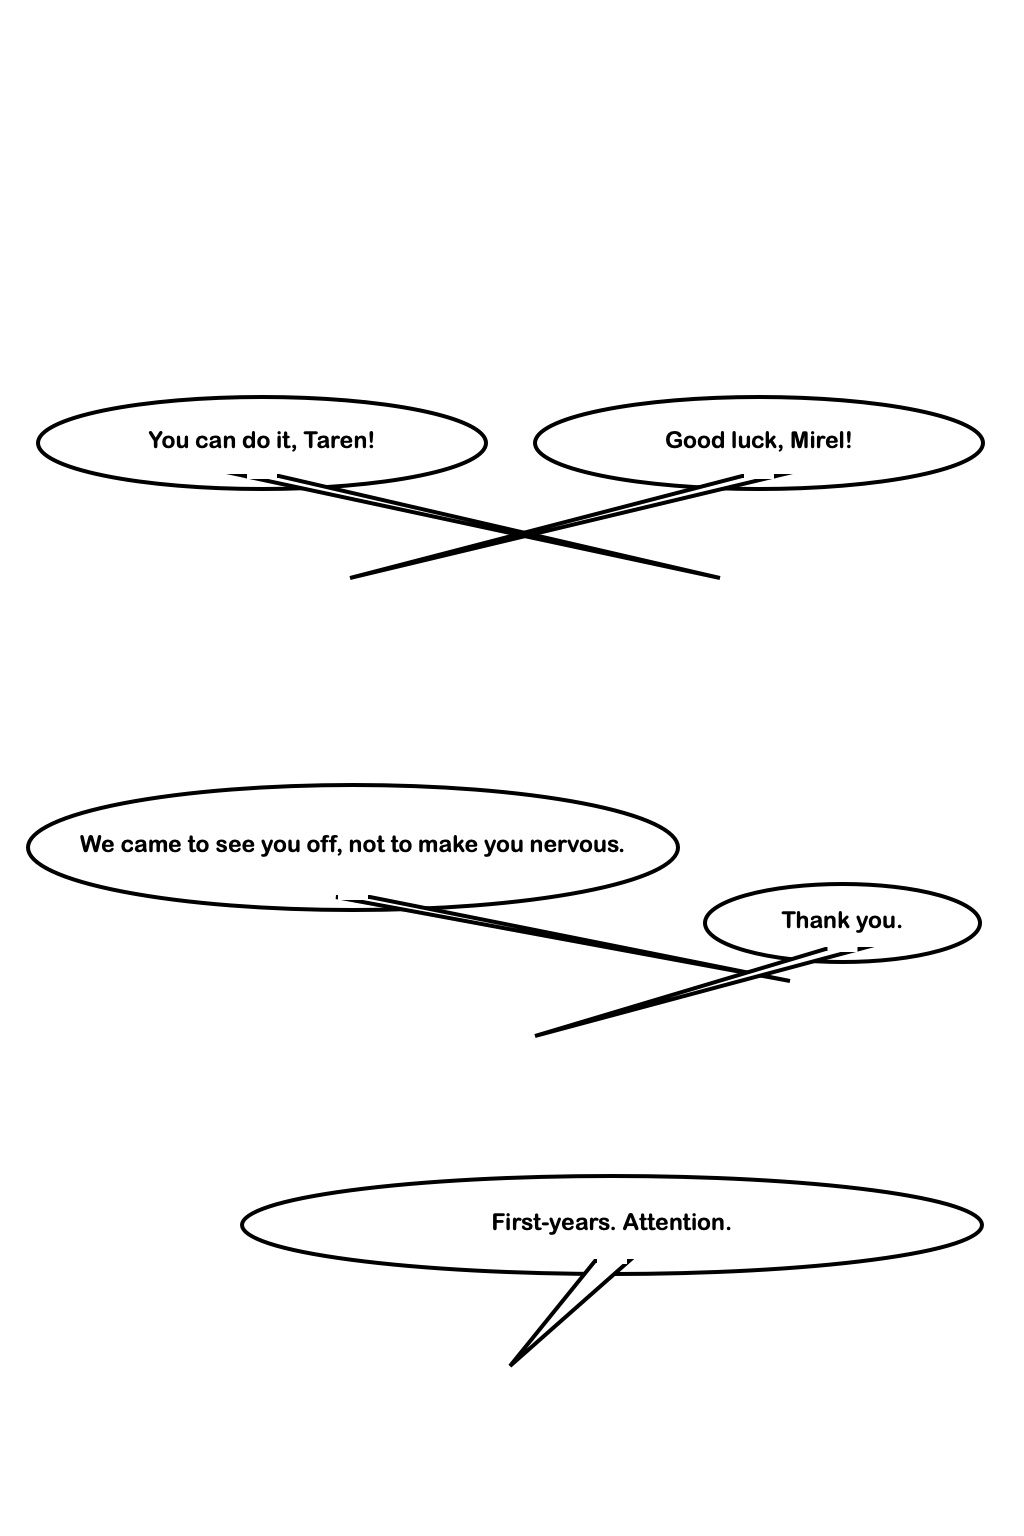 You can do it, Taren!
Good luck, Mirel!
We came to see you off, not to make you nervous.
Thank you.
First-years. Attention.